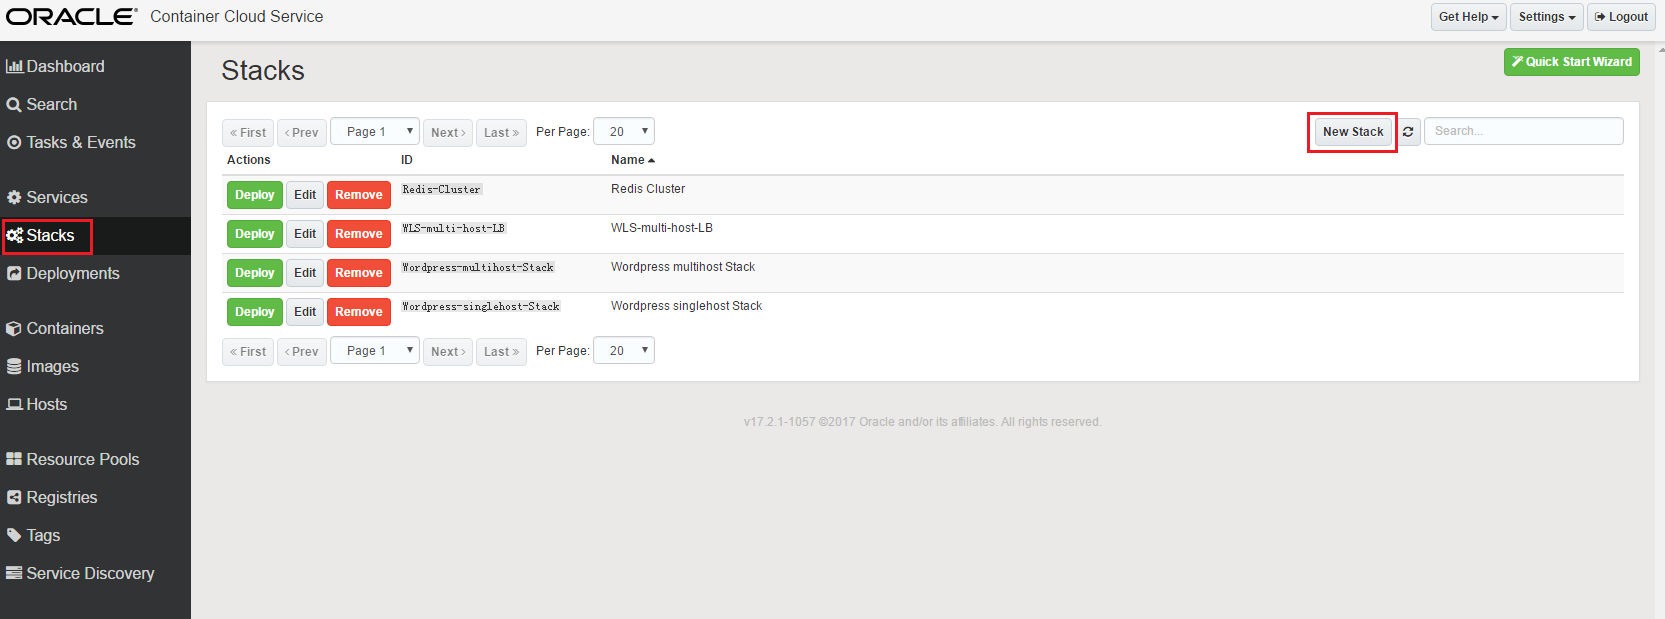 ORACLE® Container Cloud Service Get Help Settings Logout
Dashboard
Search
Tasks & Events
Services
Stacks
Deployments
Containers
Images
Hosts
Resource Pools
Registries
Tags
Service Discovery
Stacks Quick Start Wizard
« First ‹ Prev Page 1 Next › Last » Per Page: 20 New Stack Search...
Actions ID Name
Deploy Edit Remove Redis-Cluster Redis Cluster
Deploy Edit Remove WLS-multi-host-LB WLS-multi-host-LB
Deploy Edit Remove Wordpress-multihost-Stack Wordpress multihost Stack
Deploy Edit Remove Wordpress-singlehost-Stack Wordpress singlehost Stack
« First ‹ Prev Page 1 Next › Last » Per Page: 20
v17.2.1-1057 ©2017 Oracle and/or its affiliates. All rights reserved.